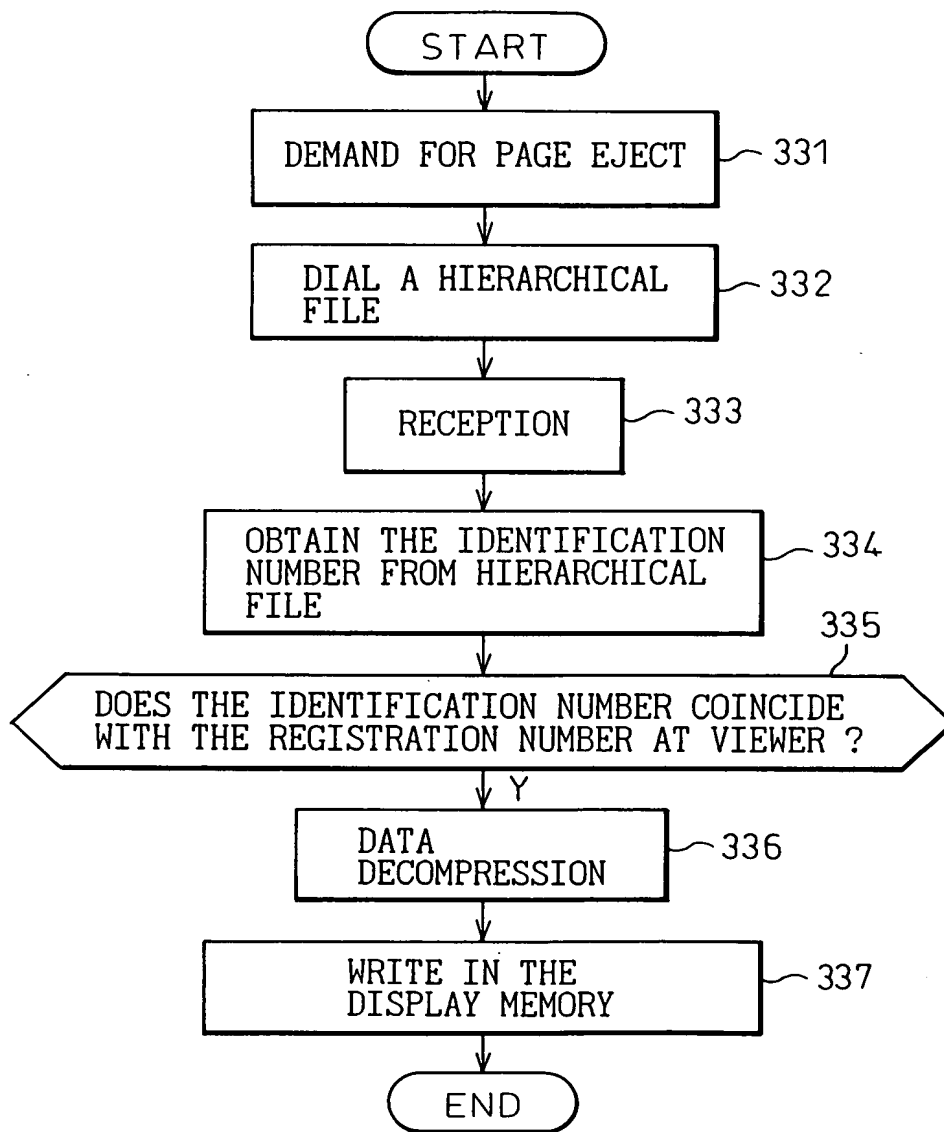 START
DEMAND FOR PAGE EJECT
331
DIAL A HIERARCHICAL
FILE
332
RECEPTION
333
OBTAIN THE IDENTIFICATION
NUMBER FROM HIERARCHICAL
FILE
334
335
DOES THE IDENTIFICATION NUMBER COINCIDE
WITH THE REGISTRATION NUMBER AT VIEWER ?
Y
DATA
DECOMPRESSION
336
WRITE IN THE
DISPLAY MEMORY
337
END